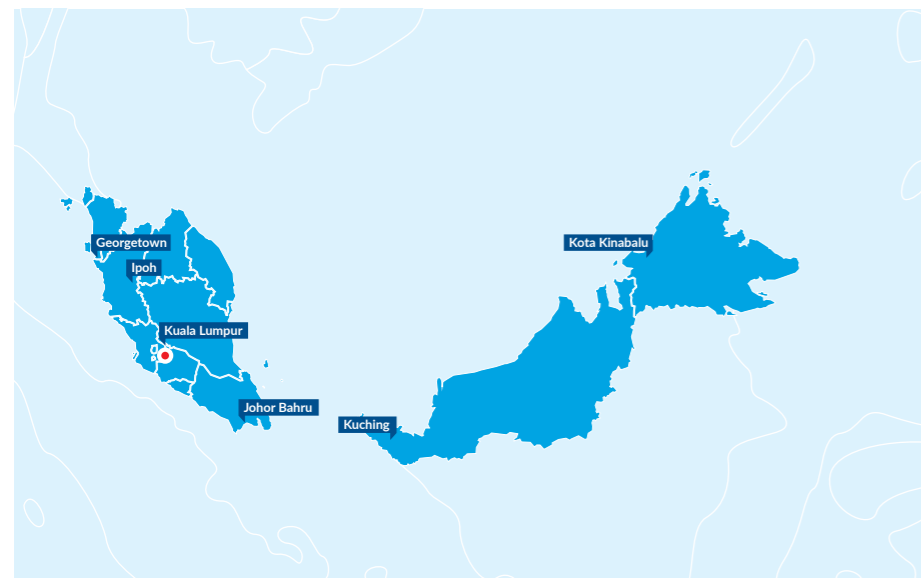 Georgetown
Kota Kinabalu
Ipoh
Kuala Lumpur
Johor Bahru
Kuching